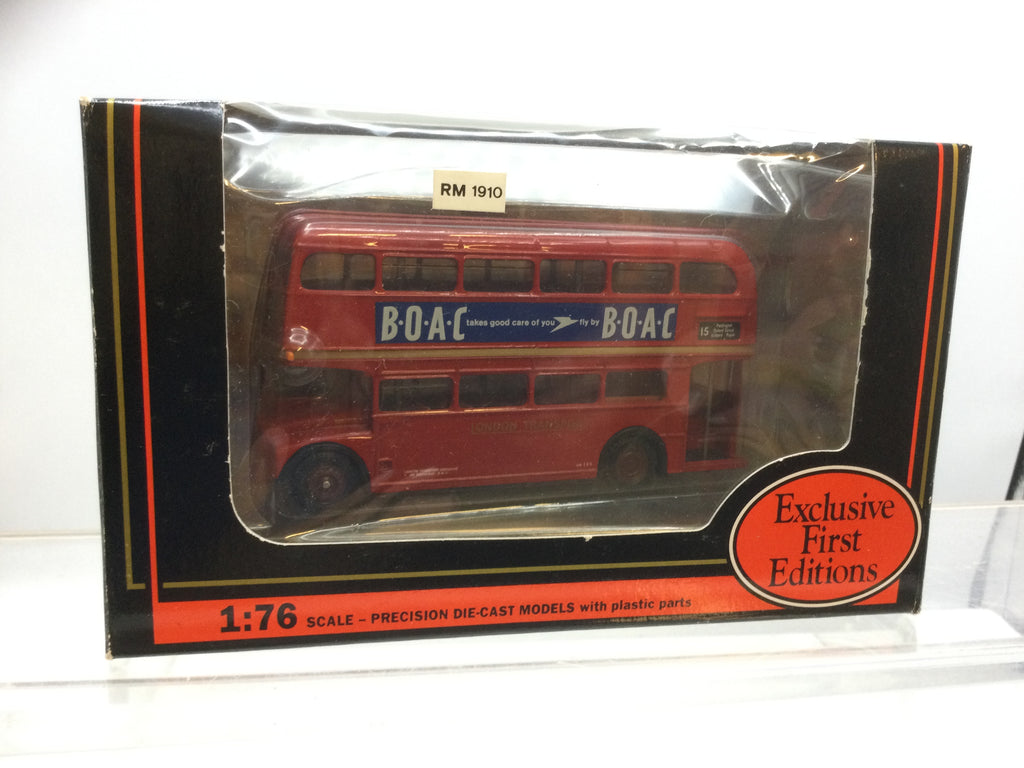 RM 1910
B·O·A·C takes good care of you fly by B·O·A·C
15
LONDON TRANSPORT
Exclusive
First
Editions
1:76 SCALE – PRECISION DIE-CAST MODELS with plastic parts